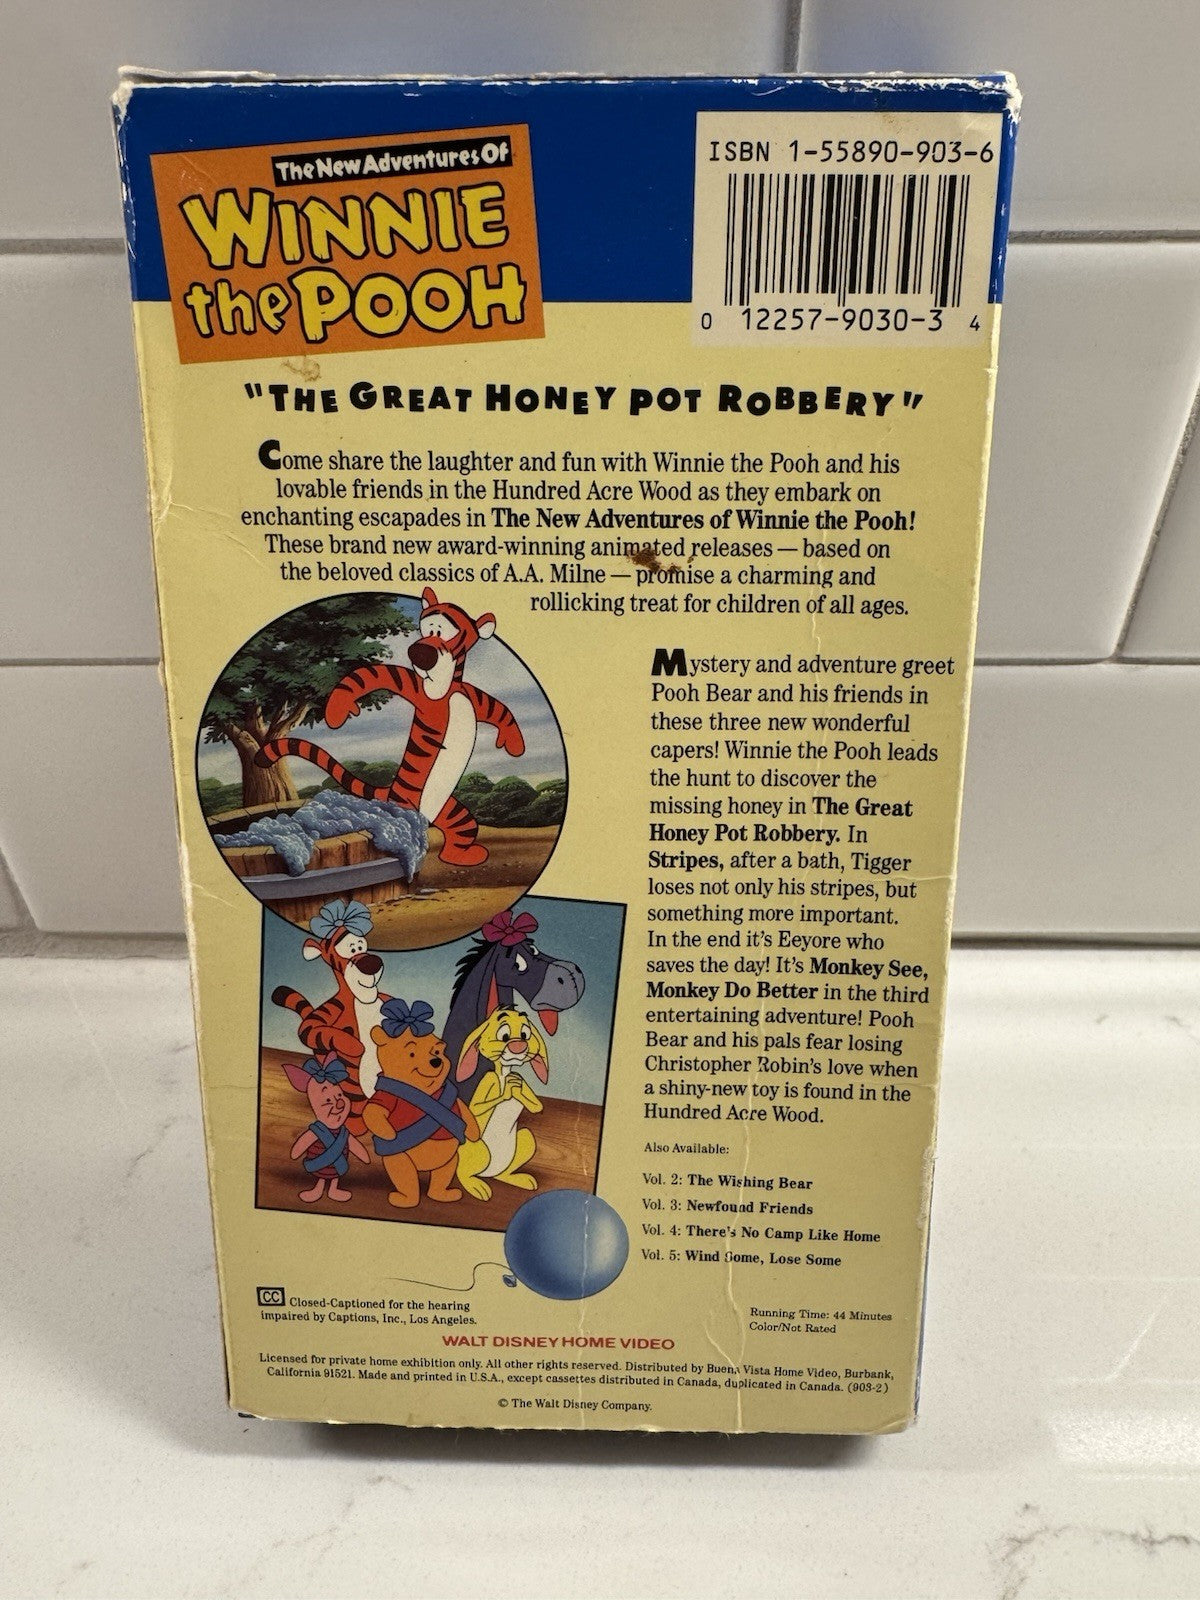 The New Adventures Of
WINNIE
the POOH
ISBN 1-55890-903-6
0 12257-9030-3 4
"THE GREAT HONEY POT ROBBERY"
Come share the laughter and fun with Winnie the Pooh and his
lovable friends in the Hundred Acre Wood as they embark on
enchanting escapades in The New Adventures of Winnie the Pooh!
These brand new award-winning animated releases — based on
the beloved classics of A.A. Milne — promise a charming and
rollicking treat for children of all ages.
Mystery and adventure greet
Pooh Bear and his friends in
these three new wonderful
capers! Winnie the Pooh leads
the hunt to discover the
missing honey in The Great
Honey Pot Robbery. In
Stripes, after a bath, Tigger
loses not only his stripes, but
something more important.
In the end it's Eeyore who
saves the day! It's Monkey See,
Monkey Do Better in the third
entertaining adventure! Pooh
Bear and his pals fear losing
Christopher Robin's love when
a shiny-new toy is found in the
Hundred Acre Wood.
Also Available:
Vol. 2: The Wishing Bear
Vol. 3: Newfound Friends
Vol. 4: There's No Camp Like Home
Vol. 5: Wind Some, Lose Some
CC Closed-Captioned for the hearing
impaired by Captions, Inc., Los Angeles.
Running Time: 44 Minutes
Color/Not Rated
WALT DISNEY HOME VIDEO
Licensed for private home exhibition only. All other rights reserved. Distributed by Buena Vista Home Video, Burbank,
California 91521. Made and printed in U.S.A., except cassettes distributed in Canada, duplicated in Canada. (903-2)
© The Walt Disney Company.